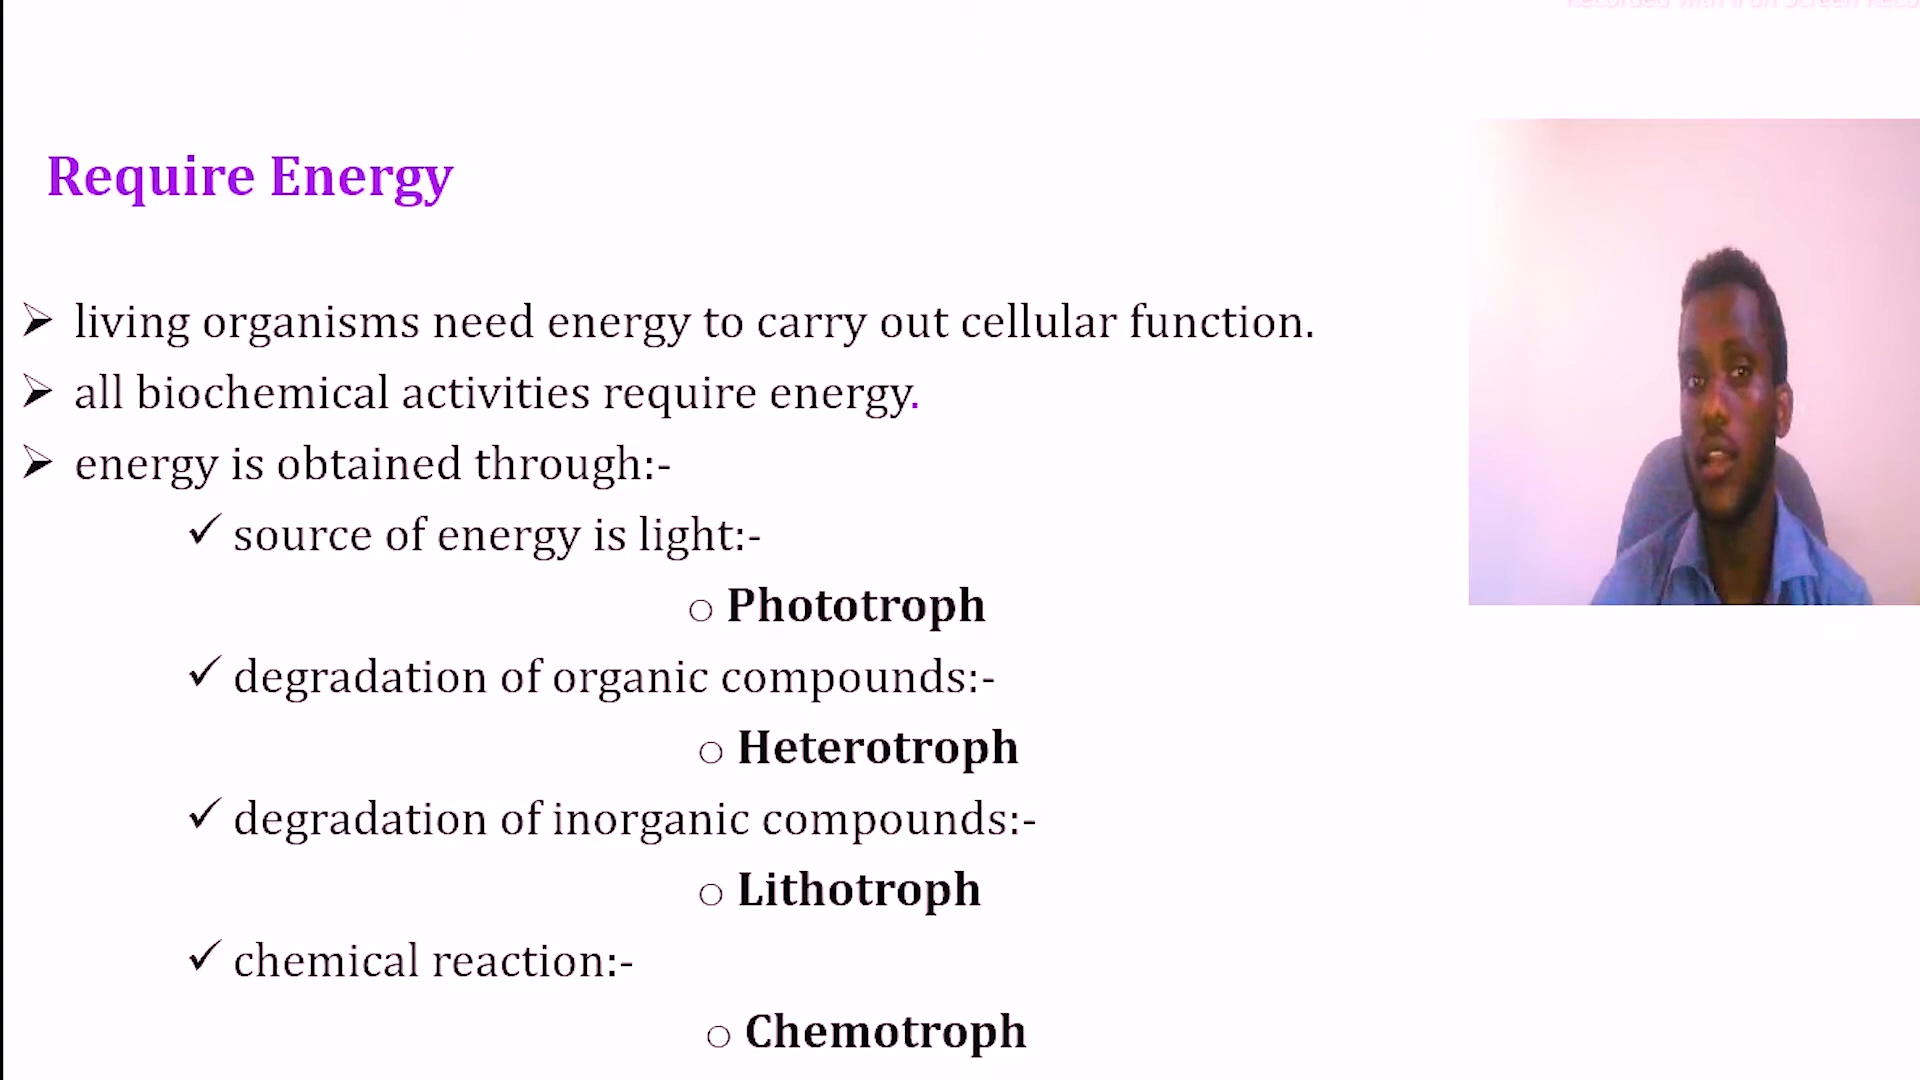 Require Energy
➢ living organisms need energy to carry out cellular function.
➢ all biochemical activities require energy.
➢ energy is obtained through:-
✓ source of energy is light:-
o Phototroph
✓ degradation of organic compounds:-
o Heterotroph
✓ degradation of inorganic compounds:-
o Lithotroph
✓ chemical reaction:-
o Chemotroph